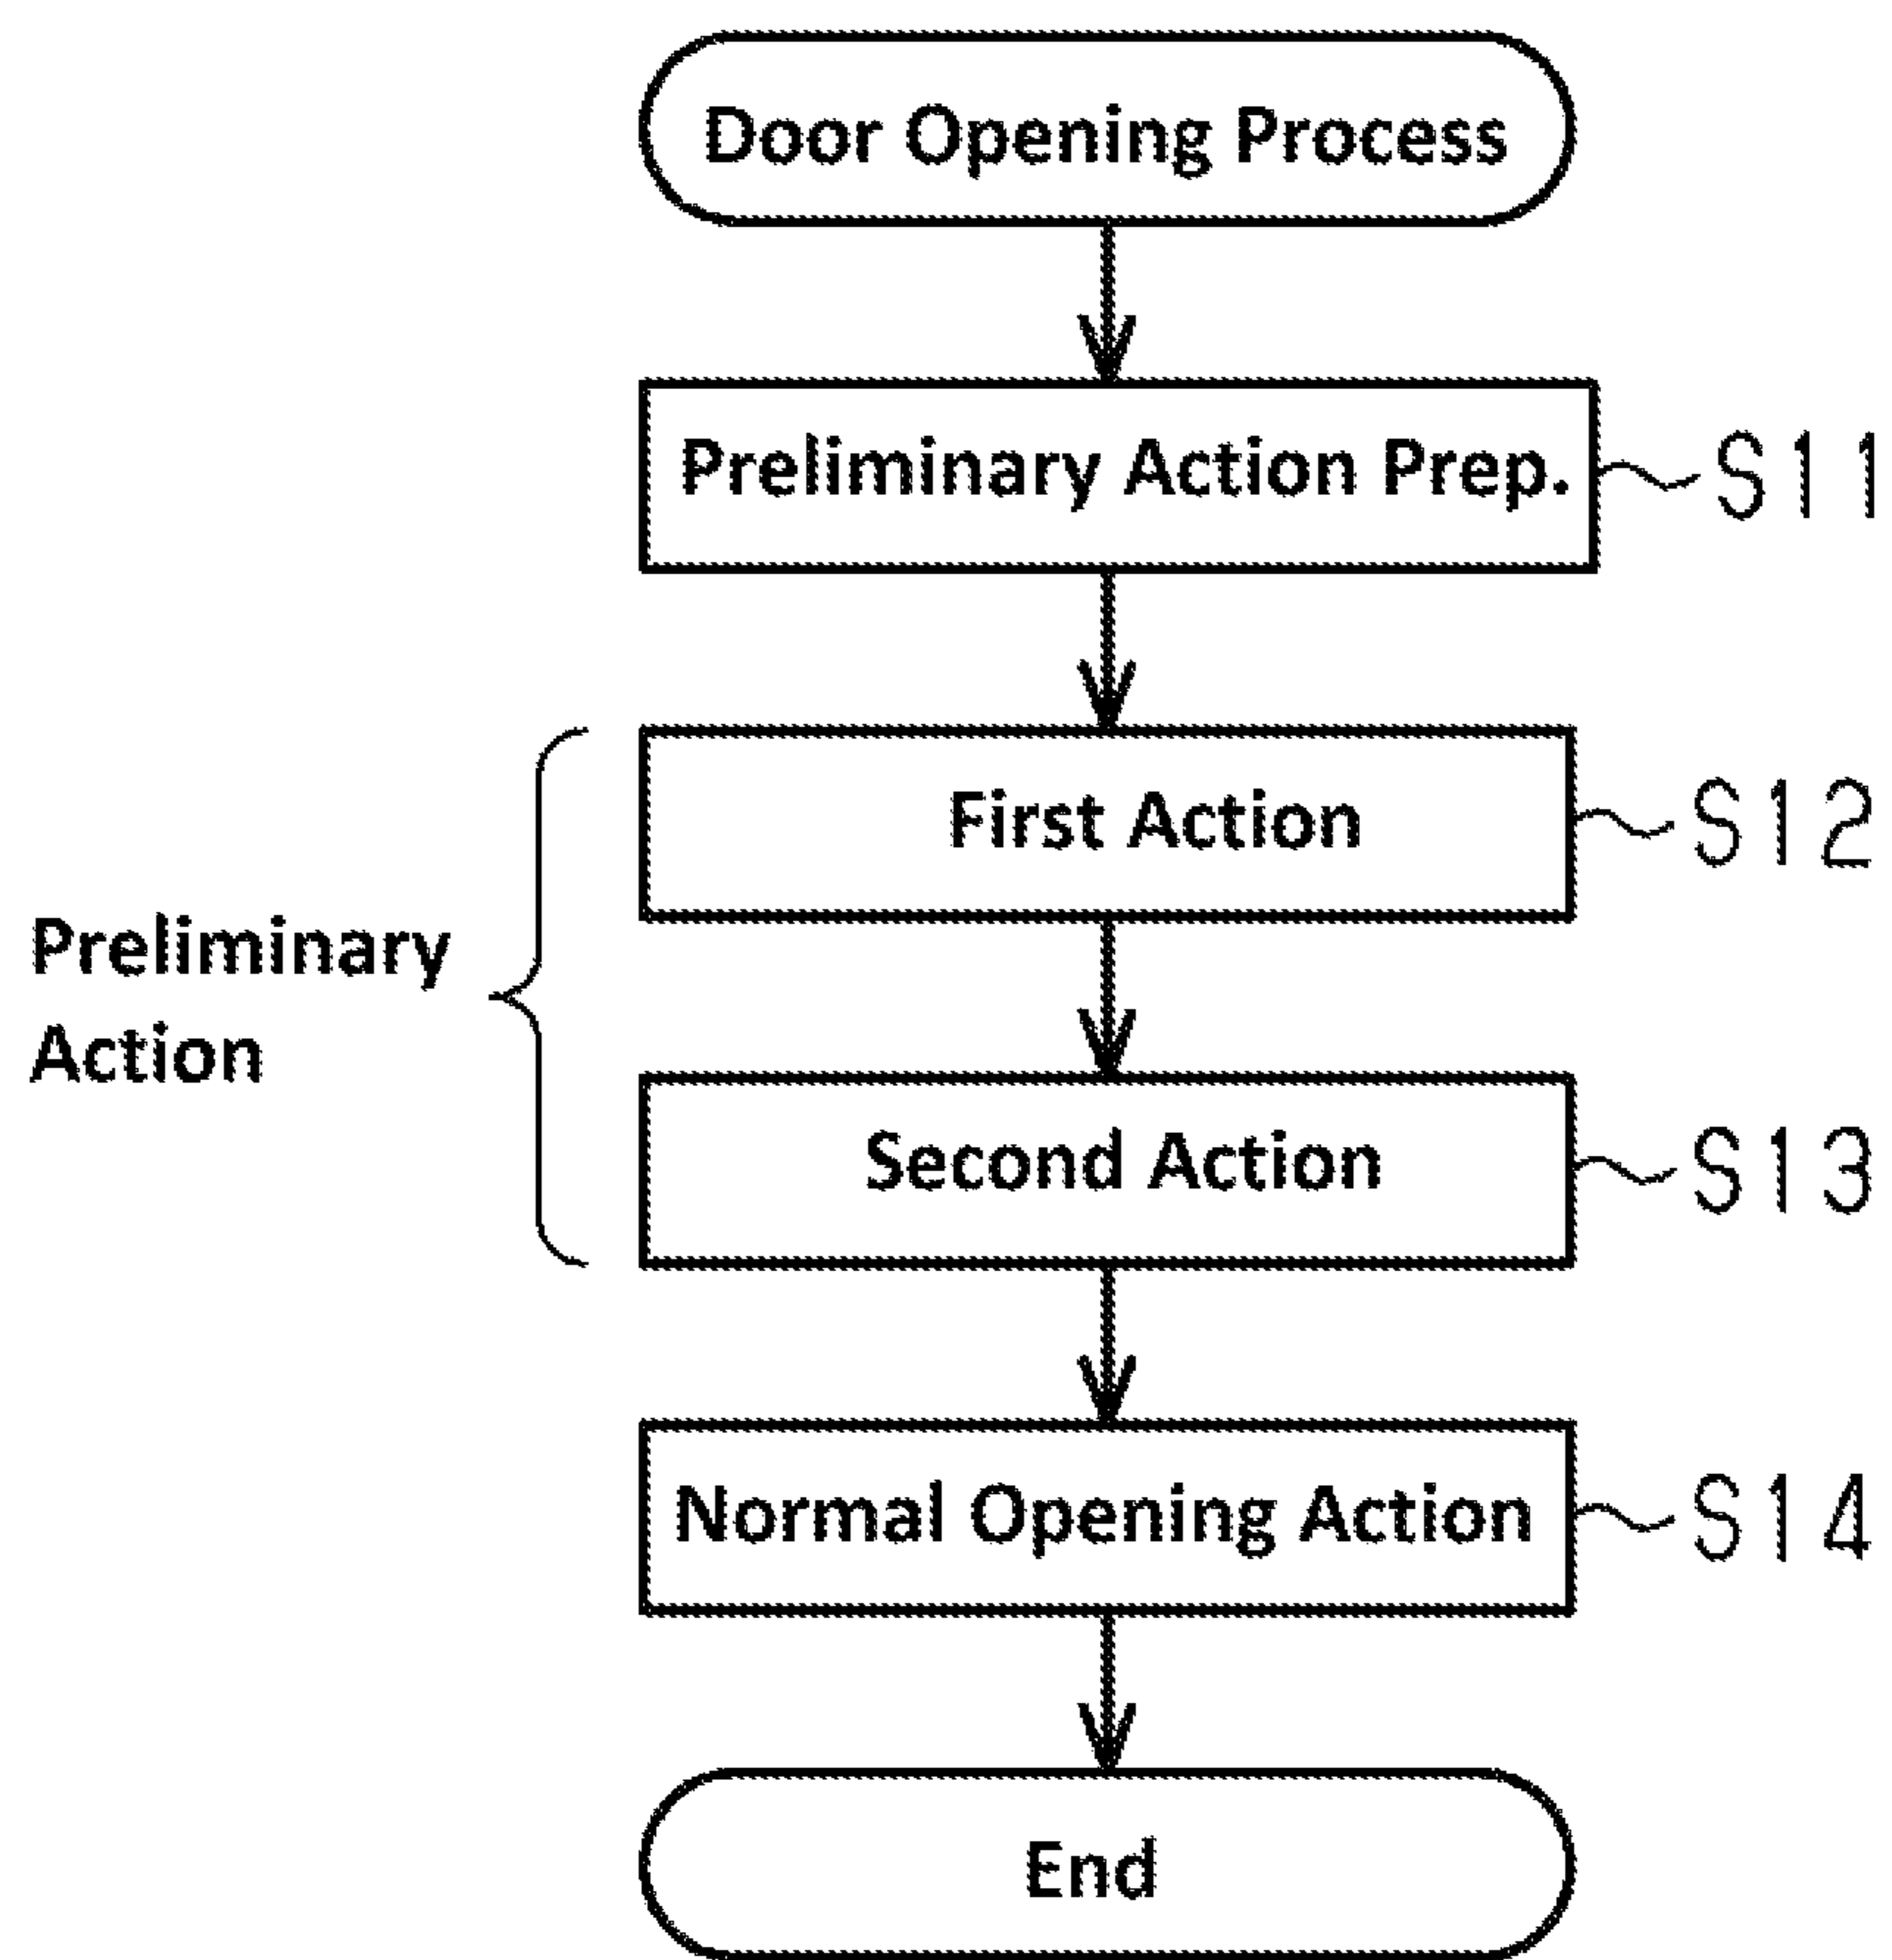 Door Opening Process
Preliminary Action Prep.
S11
First Action
S12
Preliminary
Action
Second Action
S13
Normal Opening Action
S14
End